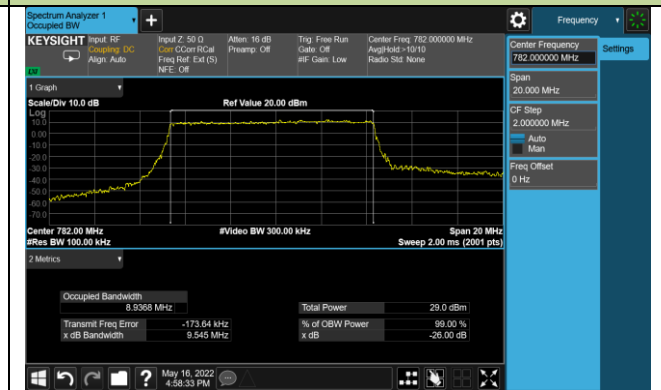 Spectrum Analyzer 1
Occupied BW
+
Frequency
KEYSIGHT
Input: RF
Coupling: DC
Align: Auto
Input Z: 50 Ω
Corr CCorr RCal
Freq Ref: Ext (S)
NFE: Off
Atten: 16 dB
Preamp: Off
Trig: Free Run
Gate: Off
#IF Gain: Low
Center Freq: 782.000000 MHz
Avg|Hold:>10/10
Radio Std: None
LW
1 Graph
Scale/Div 10.0 dB
Ref Value 20.00 dBm
Log
10.0
0.00
-10.0
-20.0
-30.0
-40.0
-50.0
-60.0
-70.0
Center 782.00 MHz
#Video BW 300.00 kHz
Span 20 MHz
#Res BW 100.00 kHz
Sweep 2.00 ms (2001 pts)
2 Metrics
Occupied Bandwidth
8.9368 MHz
Total Power 29.0 dBm
Transmit Freq Error -173.64 kHz
% of OBW Power 99.00 %
x dB Bandwidth 9.545 MHz
x dB -26.00 dB
Center Frequency
782.000000 MHz
Settings
Span
20.000 MHz
CF Step
2.000000 MHz
Auto
Man
Freq Offset
0 Hz
?
May 16, 2022
4:58:33 PM